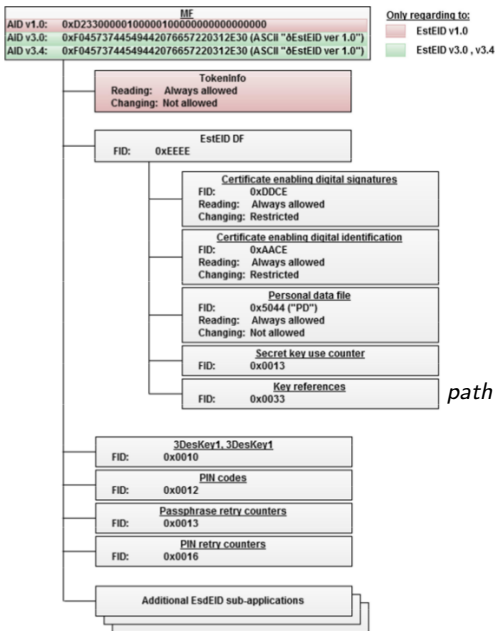 MF
AID v1.0: 0xD23300000100000100000000000000000
AID v3.0: 0xF04573744549442076657220312E30 (ASCII "ðEstEID ver 1.0")
AID v3.4: 0xF04573744549442076657220312E30 (ASCII "ðEstEID ver 1.0")
Only regarding to:
EstEID v1.0
EstEID v3.0 , v3.4
TokenInfo
Reading: Always allowed
Changing: Not allowed
EstEID DF
FID: 0xEEEE
Certificate enabling digital signatures
FID: 0xDDCE
Reading: Always allowed
Changing: Restricted
Certificate enabling digital identification
FID: 0xAACE
Reading: Always allowed
Changing: Restricted
Personal data file
FID: 0x5044 ("PD")
Reading: Always allowed
Changing: Not allowed
Secret key use counter
FID: 0x0013
Key references
FID: 0x0033
path
3DesKey1, 3DesKey1
FID: 0x0010
PIN codes
FID: 0x0012
Passphrase retry counters
FID: 0x0013
PIN retry counters
FID: 0x0016
Additional EsdEID sub-applications